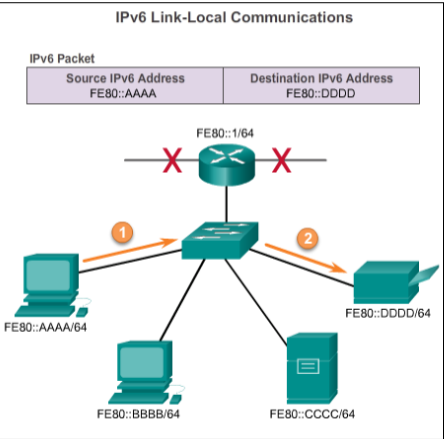 IPv6 Link-Local Communications
IPv6 Packet
Source IPv6 Address
FE80::AAAA
Destination IPv6 Address
FE80::DDDD
FE80::1/64
X X
1
2
FE80::AAAA/64
FE80::DDDD/64
FE80::BBBB/64
FE80::CCCC/64